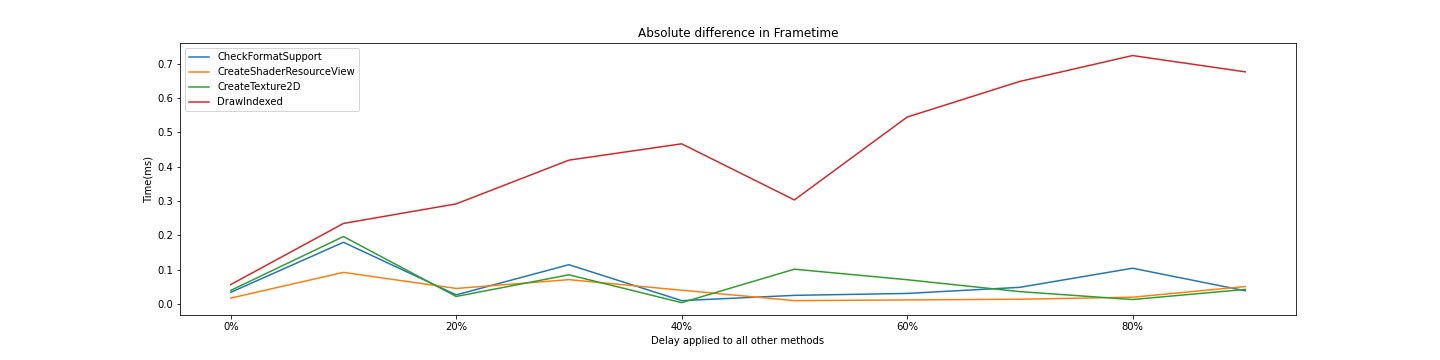 Absolute difference in Frametime
CheckFormatSupport
CreateShaderResourceView
CreateTexture2D
DrawIndexed
Time(ms)
0.7
0.6
0.5
0.4
0.3
0.2
0.1
0.0
0%
20%
40%
60%
80%
Delay applied to all other methods